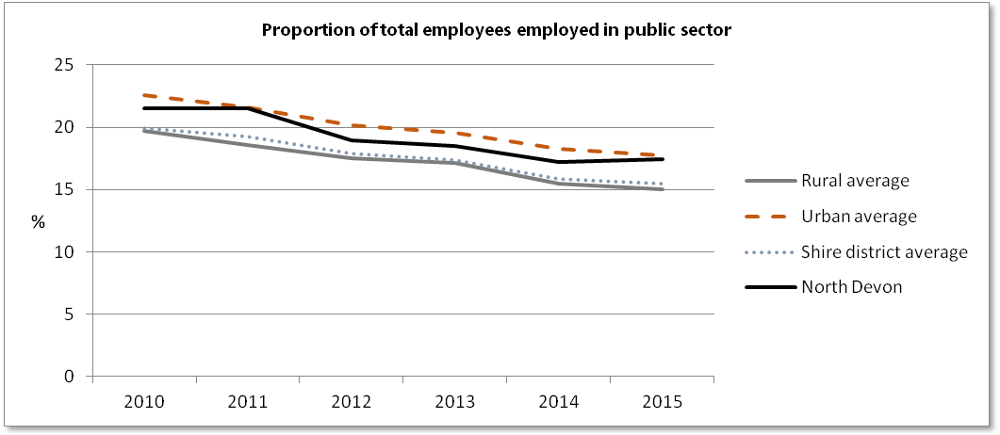 Proportion of total employees employed in public sector
25
20
15
%
10
5
0
2010 2011 2012 2013 2014 2015
Rural average
Urban average
Shire district average
North Devon